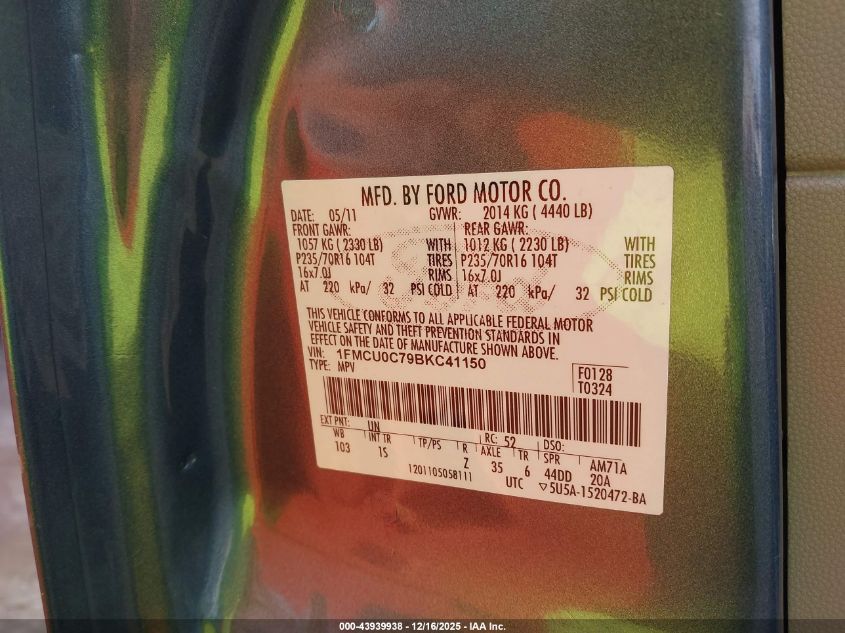 MFD. BY FORD MOTOR CO.
DATE: 05/11 GVWR: 2014 KG ( 4440 LB)
FRONT GAWR: REAR GAWR:
1057 KG ( 2330 LB) WITH 1012 KG ( 2230 LB) WITH
P235/70R16 104T TIRES P235/70R16 104T TIRES
16x7.0J RIMS 16x7.0J RIMS
AT 220 kPa/ 32 PSI COLD AT 220 kPa/ 32 PSI COLD
THIS VEHICLE CONFORMS TO ALL APPLICABLE FEDERAL MOTOR
VEHICLE SAFETY AND THEFT PREVENTION STANDARDS IN
EFFECT ON THE DATE OF MANUFACTURE SHOWN ABOVE.
VIN: 1FMCU0C79BKC41150
TYPE: MPV
F0128
T0324
EXT PNT: UN RC: 52 DSO:
WB INT TR TP/PS R AXLE TR SPR AM71A
103 1S Z 35 6 44DD 20A
1201105058111 UTC ▽5U5A-1520472-BA
000-43939938 - 12/16/2025 - IAA Inc.